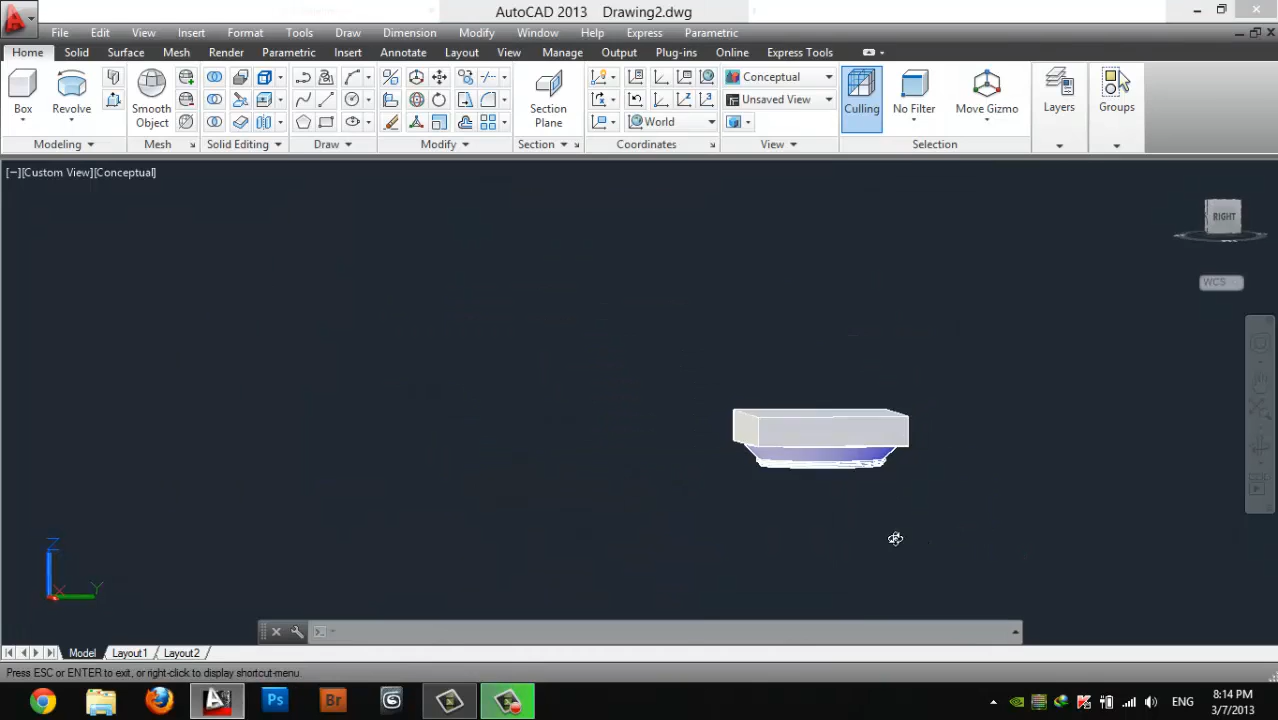 AutoCAD 2013 Drawing2.dwg
File Edit View Insert Format Tools Draw Dimension Modify Window Help Express Parametric
Home Solid Surface Mesh Render Parametric Insert Annotate Layout View Manage Output Plug-ins Online Express Tools
Box Revolve Smooth Object Section Plane World Conceptual Unsaved View Culling No Filter Move Gizmo Layers Groups
Modeling Mesh Solid Editing Draw Modify Section Coordinates View Selection
[−][Custom View][Conceptual]
RIGHT
WCS
Z
X Y
Model Layout1 Layout2
Press ESC or ENTER to exit, or right-click to display shortcut-menu.
Ps Br ENG 8:14 PM
3/7/2013